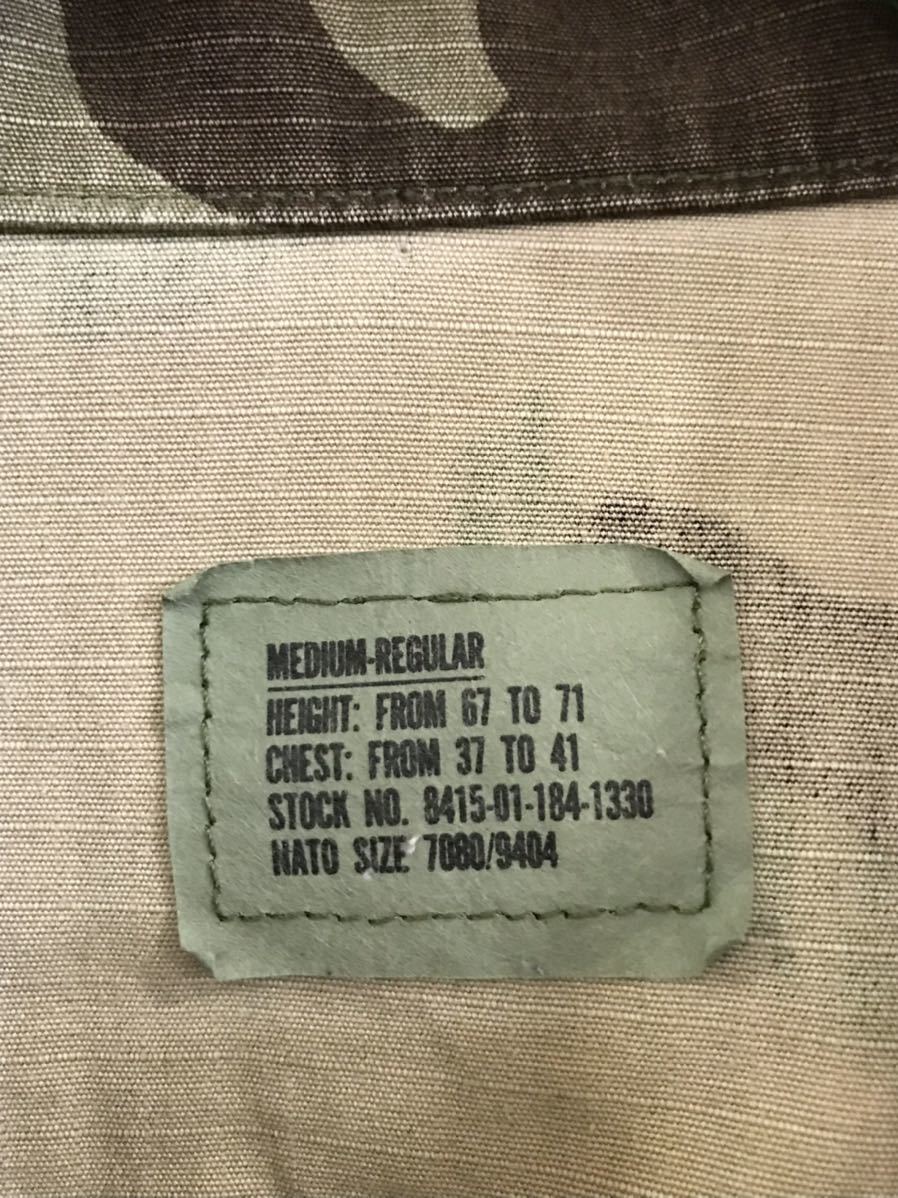 MEDIUM-REGULAR
HEIGHT: FROM 67 TO 71
CHEST: FROM 37 TO 41
STOCK NO. 8415-01-184-1330
NATO SIZE 7080/9404